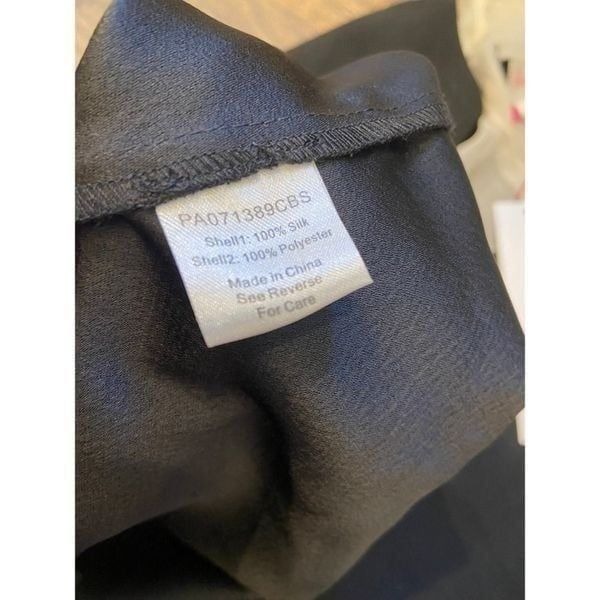 PA071389CBS
Shell1: 100% Silk
Shell2: 100% Polyester
Made in China
See Reverse
For Care